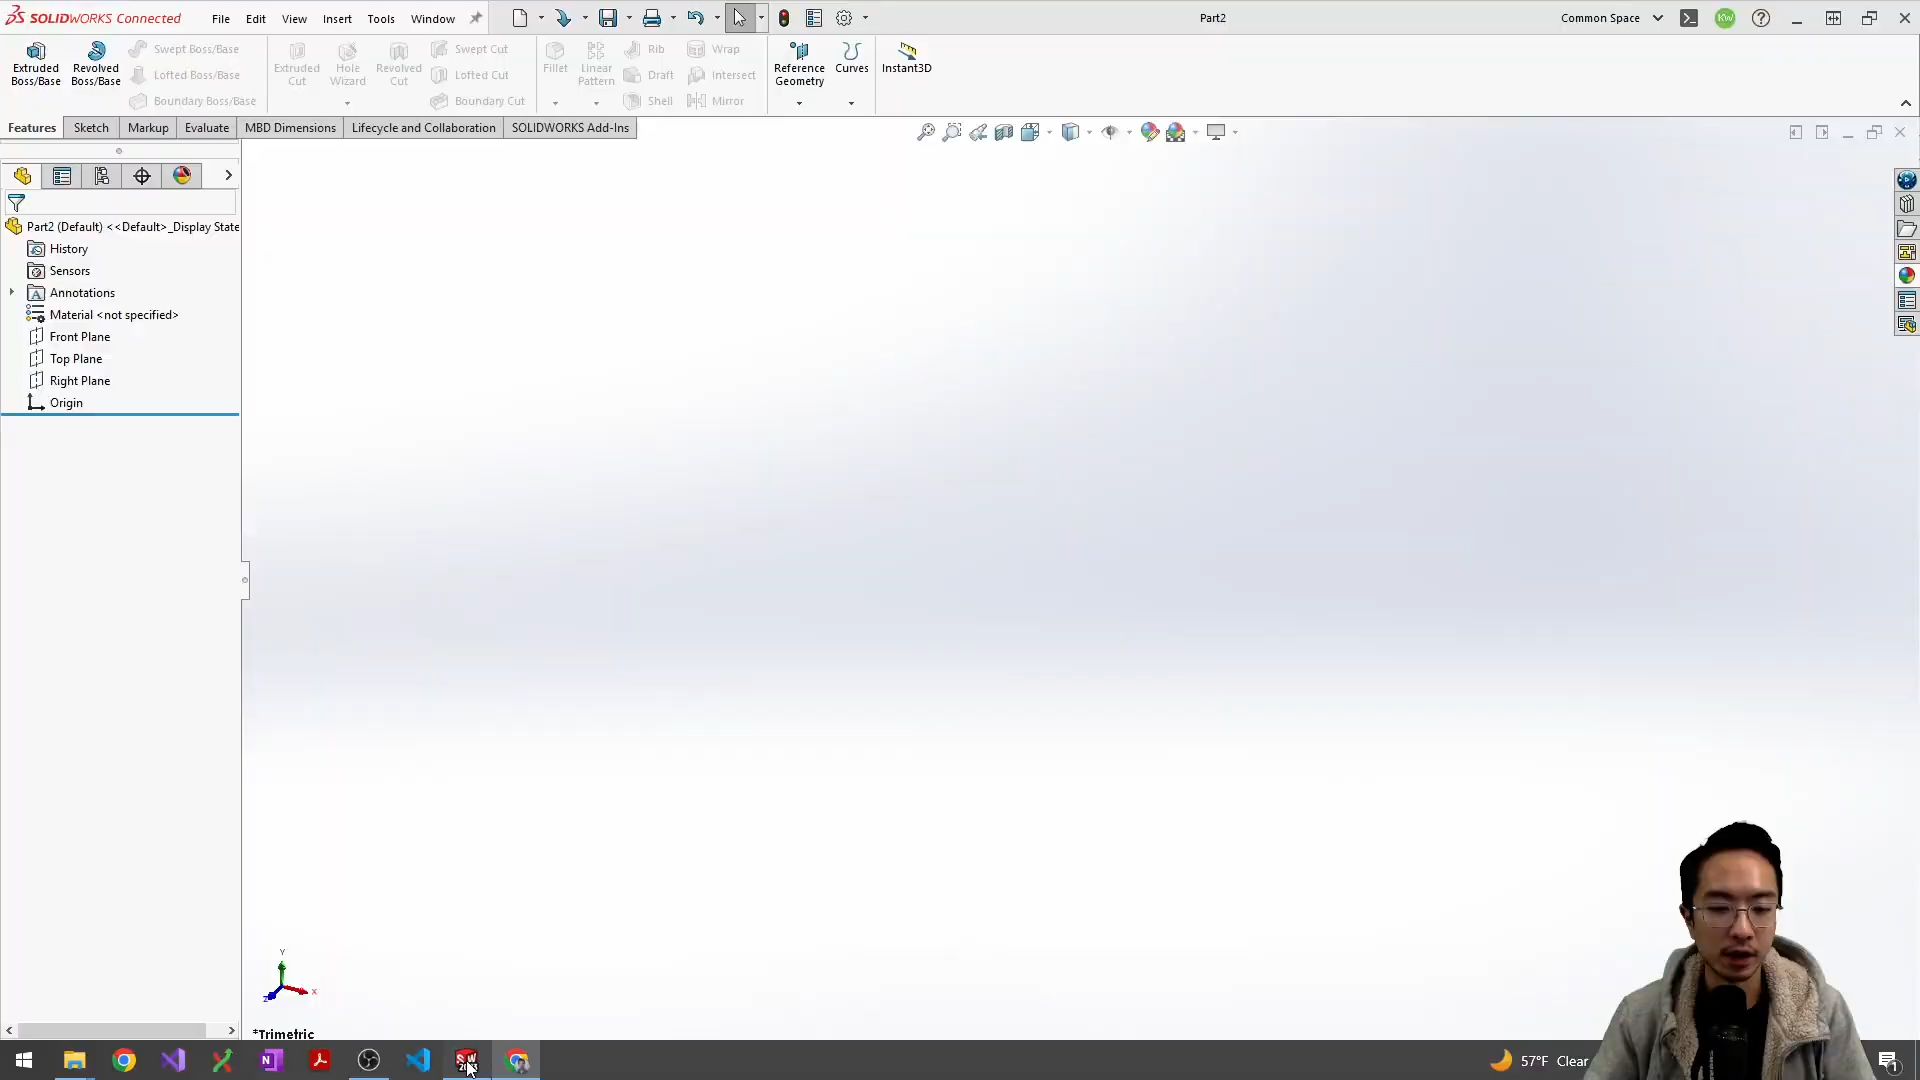 SOLIDWORKS Connected File Edit View Insert Tools Window Part2 Common Space KW
Extruded Boss/Base
Revolved Boss/Base
Swept Boss/Base
Lofted Boss/Base
Boundary Boss/Base
Extruded Cut
Hole Wizard
Revolved Cut
Swept Cut
Lofted Cut
Boundary Cut
Fillet
Linear Pattern
Rib
Draft
Shell
Wrap
Intersect
Mirror
Reference Geometry
Curves
Instant3D
Features Sketch Markup Evaluate MBD Dimensions Lifecycle and Collaboration SOLIDWORKS Add-Ins
Part2 (Default) <<Default>_Display State
History
Sensors
Annotations
Material <not specified>
Front Plane
Top Plane
Right Plane
Origin
Y
X
Z
*Trimetric
57°F Clear
1